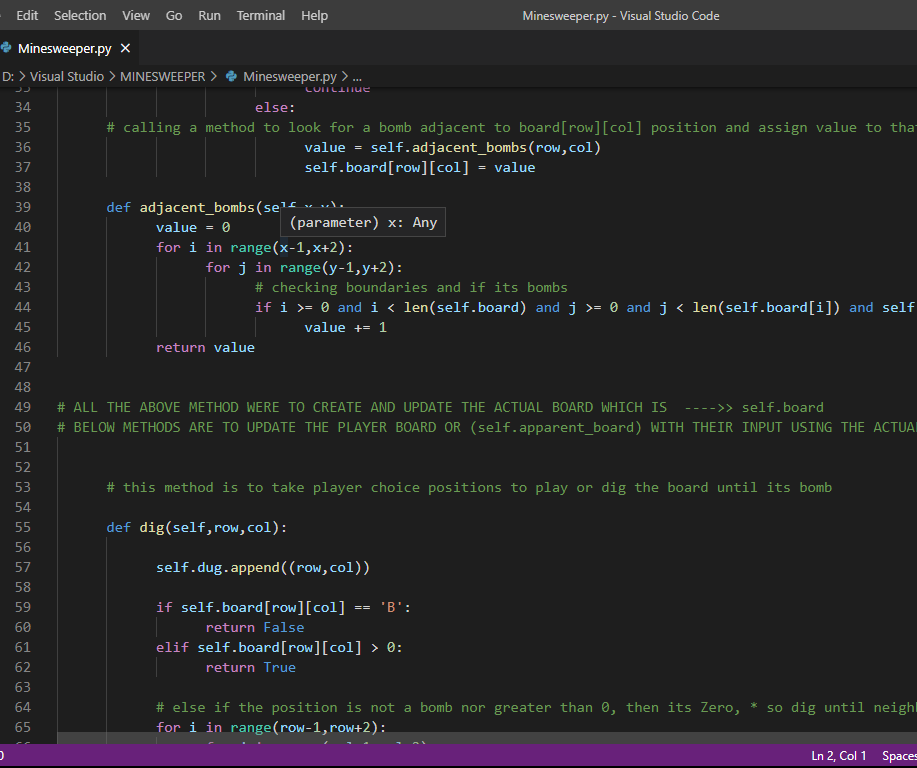 Edit Selection View Go Run Terminal Help Minesweeper.py - Visual Studio Code
Minesweeper.py ×
D: > Visual Studio > MINESWEEPER > Minesweeper.py > ...
33 continue
34 else:
35 # calling a method to look for a bomb adjacent to board[row][col] position and assign value to that
36 value = self.adjacent_bombs(row,col)
37 self.board[row][col] = value
38
39 def adjacent_bombs(self,x,y):
(parameter) x: Any
40 value = 0
41 for i in range(x-1,x+2):
42 for j in range(y-1,y+2):
43 # checking boundaries and if its bombs
44 if i >= 0 and i < len(self.board) and j >= 0 and j < len(self.board[i]) and self
45 value += 1
46 return value
47
48
49 # ALL THE ABOVE METHOD WERE TO CREATE AND UPDATE THE ACTUAL BOARD WHICH IS ---->> self.board
50 # BELOW METHODS ARE TO UPDATE THE PLAYER BOARD OR (self.apparent_board) WITH THEIR INPUT USING THE ACTUA
51
52
53 # this method is to take player choice positions to play or dig the board until its bomb
54
55 def dig(self,row,col):
56
57 self.dug.append((row,col))
58
59 if self.board[row][col] == 'B':
60 return False
61 elif self.board[row][col] > 0:
62 return True
63
64 # else if the position is not a bomb nor greater than 0, then its Zero, * so dig until neigh
65 for i in range(row-1,row+2):
0 Ln 2, Col 1 Spaces